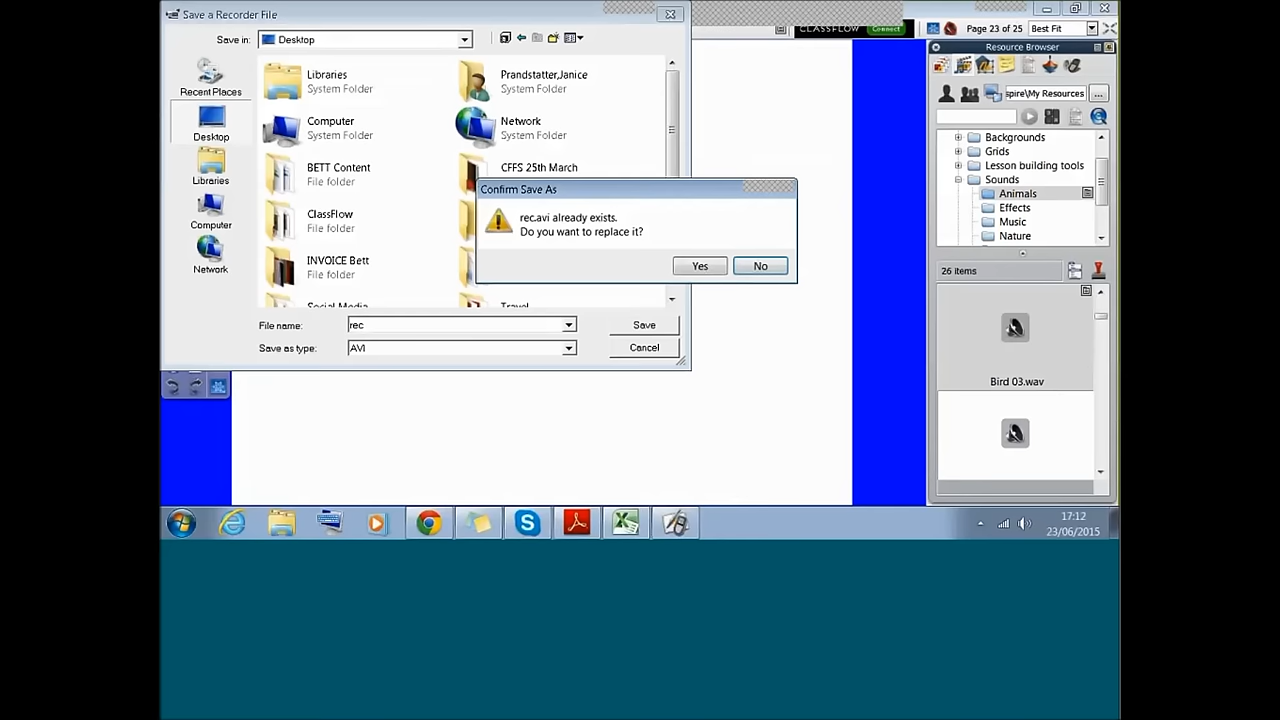 Save a Recorder File
Save in:
Desktop
Recent Places
Desktop
Libraries
Computer
Network
Libraries
System Folder
Prandstatter,Janice
System Folder
Computer
System Folder
Network
System Folder
BETT Content
File folder
CFFS 25th March
ClassFlow
File folder
INVOICE Bett
File folder
Social Media
Travel
Confirm Save As
rec.avi already exists.
Do you want to replace it?
Yes
No
File name:
rec
Save
Save as type:
AVI
Cancel
CLASSFLOW
Connect
Page 23 of 25
Best Fit
Resource Browser
spire\My Resources
...
Backgrounds
Grids
Lesson building tools
Sounds
Animals
Effects
Music
Nature
26 items
Bird 03.wav
17:12
23/06/2015